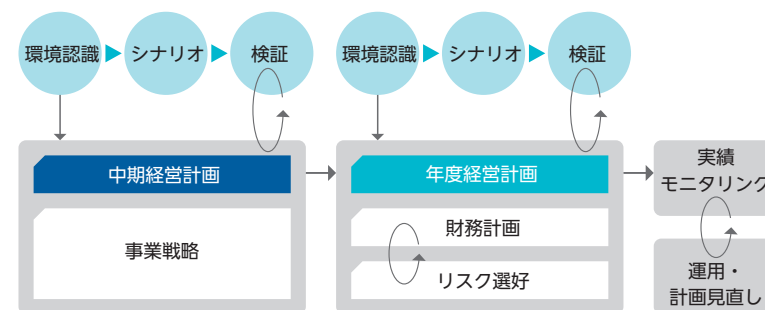 環境認識
シナリオ
検証
環境認識
シナリオ
検証
中期経営計画
事業戦略
年度経営計画
財務計画
リスク選好
実績
モニタリング
運用・
計画見直し